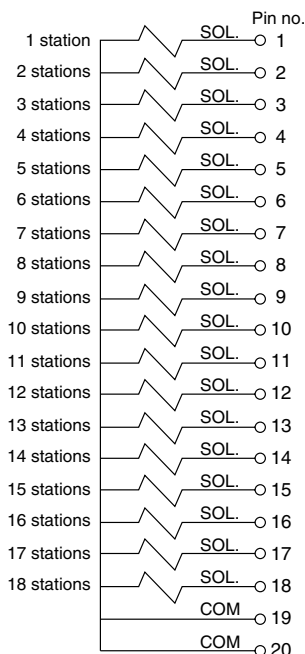 Pin no.
1 station SOL. 1
2 stations SOL. 2
3 stations SOL. 3
4 stations SOL. 4
5 stations SOL. 5
6 stations SOL. 6
7 stations SOL. 7
8 stations SOL. 8
9 stations SOL. 9
10 stations SOL. 10
11 stations SOL. 11
12 stations SOL. 12
13 stations SOL. 13
14 stations SOL. 14
15 stations SOL. 15
16 stations SOL. 16
17 stations SOL. 17
18 stations SOL. 18
COM 19
COM 20